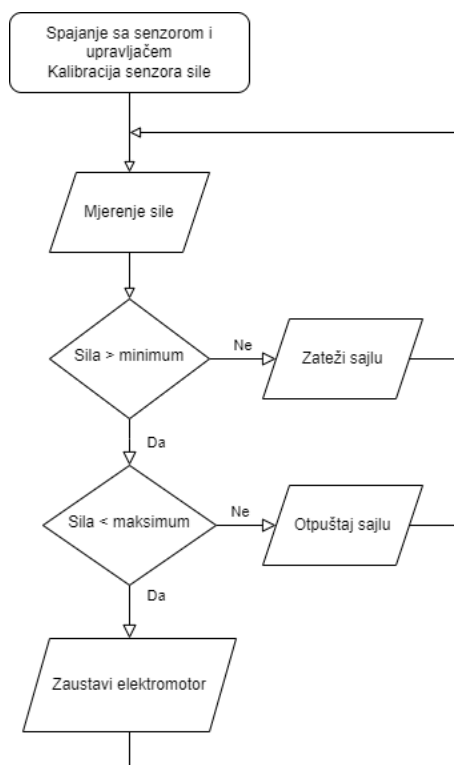 Spajanje sa senzorom i
upravljačem
Kalibracija senzora sile
Mjerenje sile
Sila > minimum
Ne
Zateži sajlu
Da
Sila < maksimum
Ne
Otpuštaj sajlu
Da
Zaustavi elektromotor